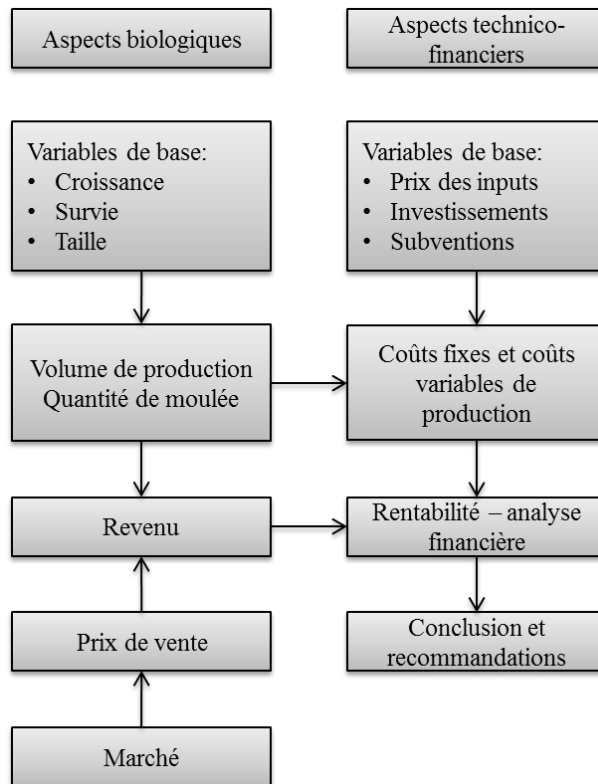 Aspects biologiques
Aspects technico-
financiers
Variables de base:
• Croissance
• Survie
• Taille
Variables de base:
• Prix des inputs
• Investissements
• Subventions
Volume de production
Quantité de moulée
Coûts fixes et coûts
variables de
production
Revenu
Rentabilité – analyse
financière
Prix de vente
Conclusion et
recommandations
Marché